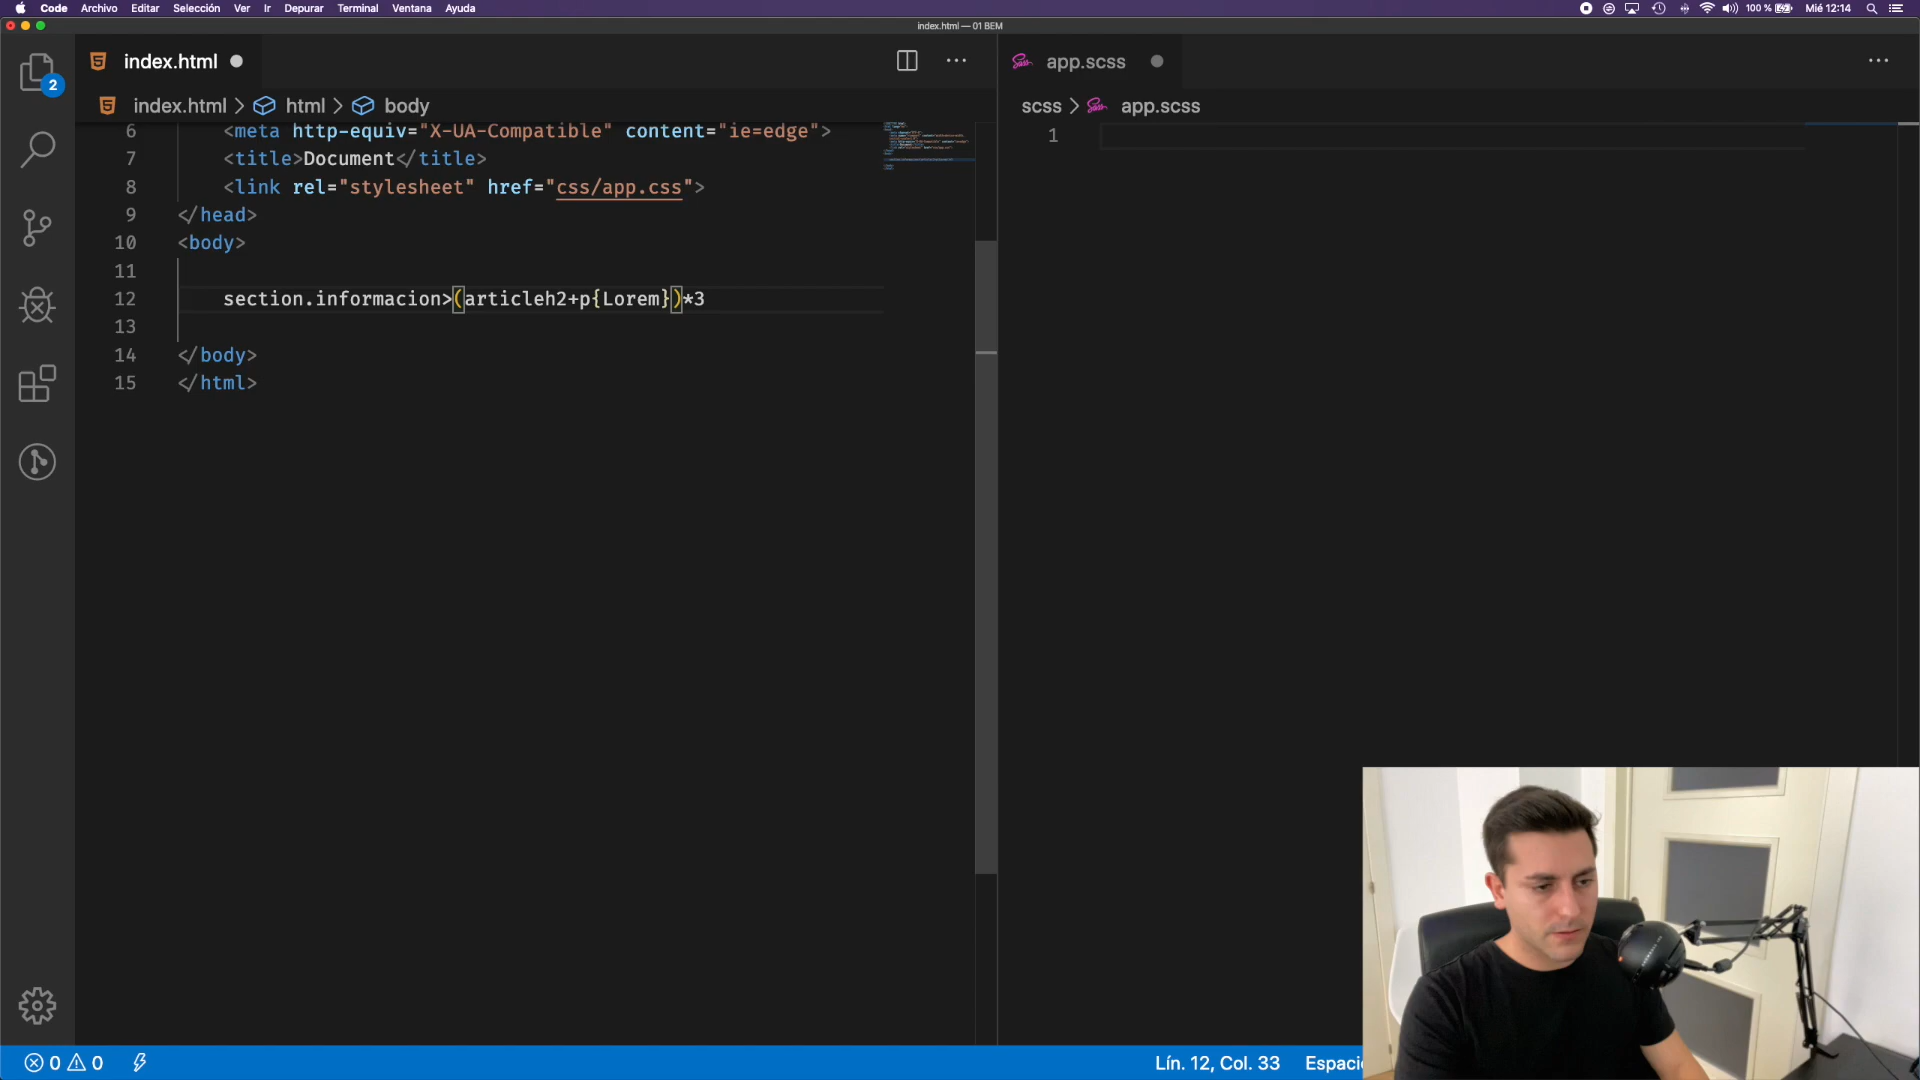 Code Archivo Editar Selección Ver Ir Depurar Terminal Ventana Ayuda
100 % Mié 12:14
index.html — 01 BEM
index.html
app.scss
2
index.html > html > body
scss > app.scss
6 <meta http-equiv="X-UA-Compatible" content="ie=edge">
7 <title>Document</title>
8 <link rel="stylesheet" href="css/app.css">
9 </head>
10 <body>
11
12 section.informacion>(articleh2+p{Lorem})*3
13
14 </body>
15 </html>
1
0 0
Lín. 12, Col. 33